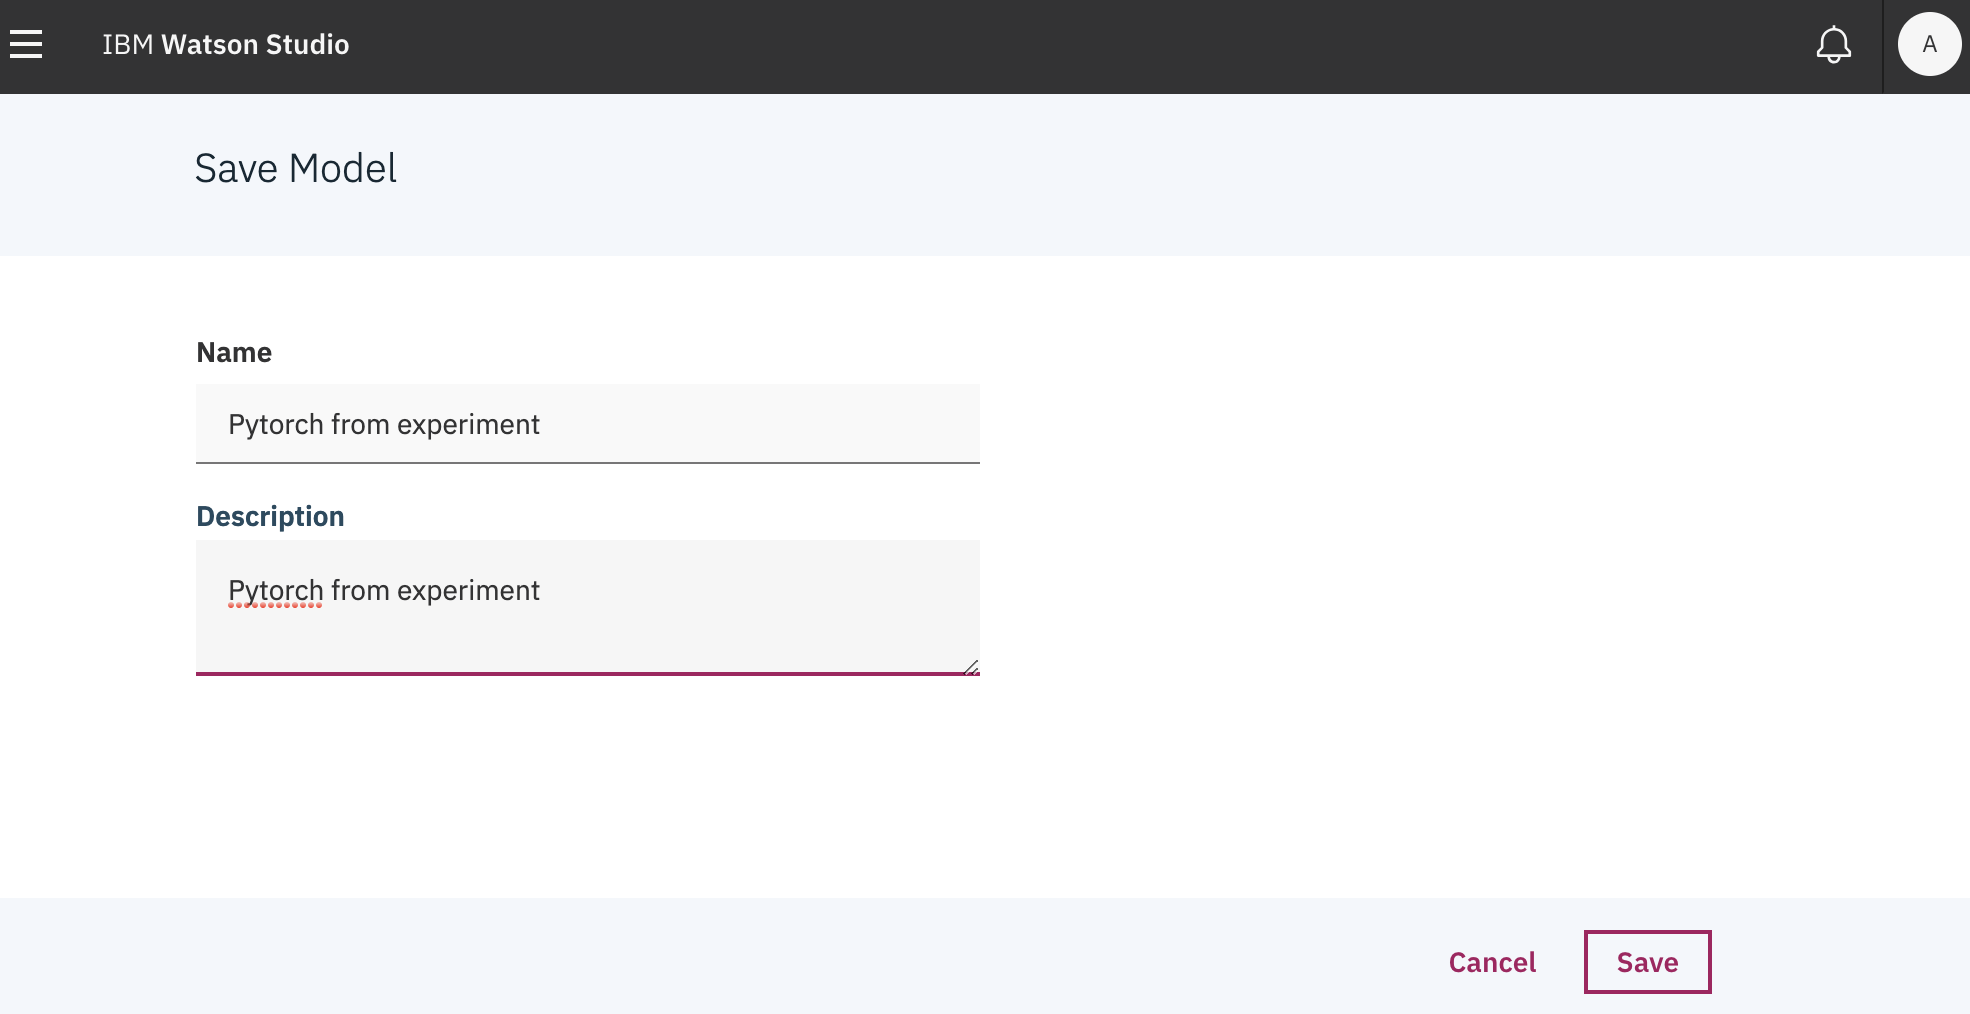 IBM Watson Studio
A
Save Model
Name
Pytorch from experiment
Description
Pytorch from experiment
Cancel
Save